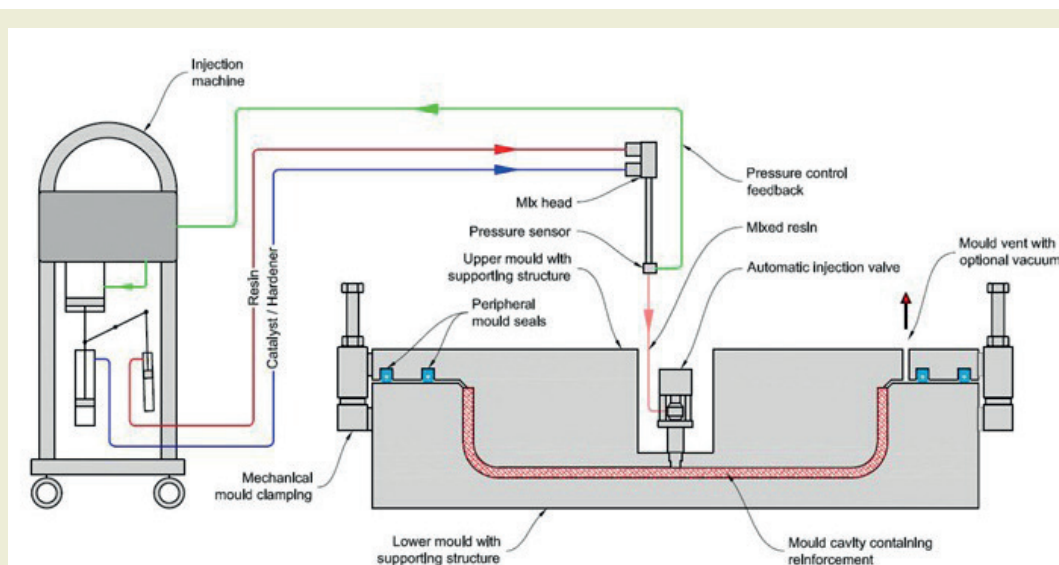 Injection
machine
Resin
Catalyst / Hardener
Mix head
Pressure sensor
Upper mould with
supporting structure
Peripheral
mould seals
Pressure control
feedback
Mixed resin
Automatic injection valve
Mould vent with
optional vacuum
Mechanical
mould clamping
Lower mould with
supporting structure
Mould cavity containing
reinforcement